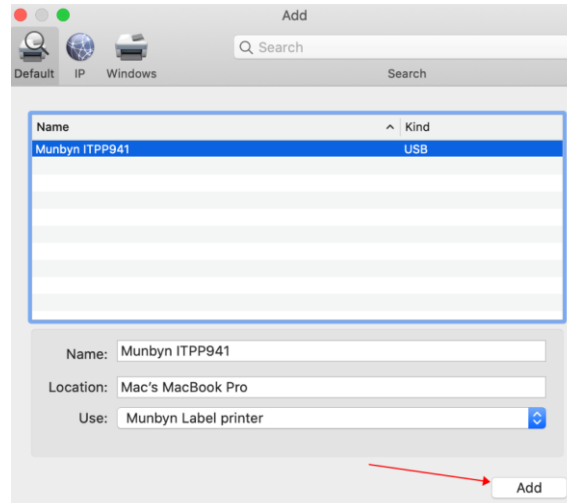 Add
Search
Default IP Windows Search
Name Kind
Munbyn ITPP941 USB
Name: Munbyn ITPP941
Location: Mac's MacBook Pro
Use: Munbyn Label printer
Add